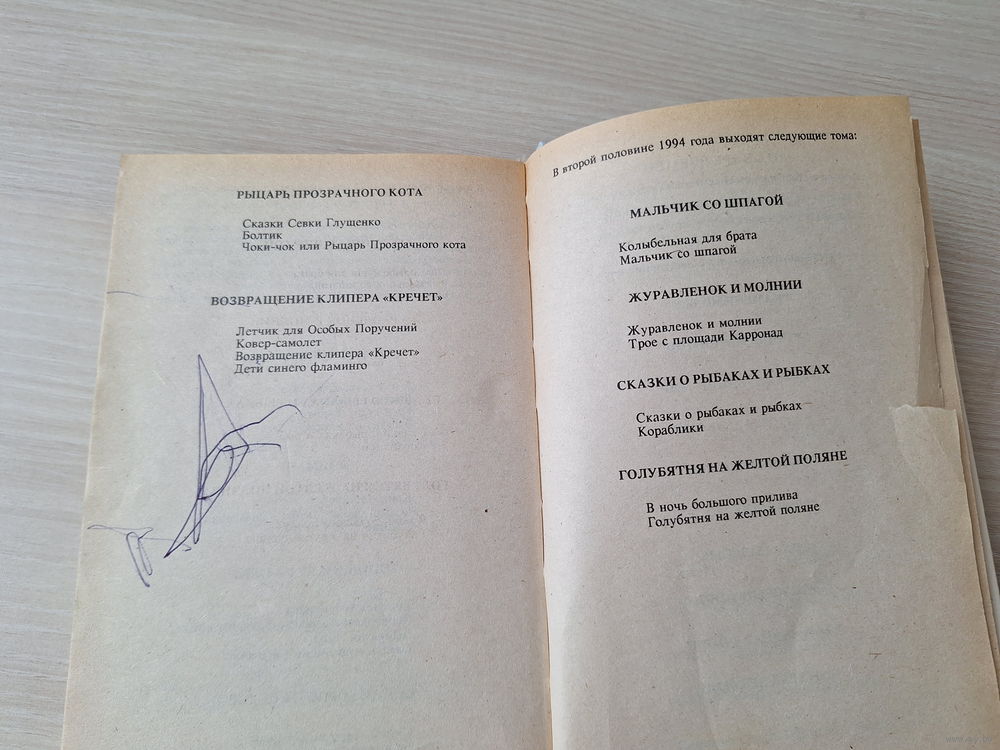 РЫЦАРЬ ПРОЗРАЧНОГО КОТА
Сказки Севки Глущенко
Болтик
Чоки-чок или Рыцарь Прозрачного кота
ВОЗВРАЩЕНИЕ КЛИПЕРА «КРЕЧЕТ»
Летчик для Особых Поручений
Ковер-самолет
Возвращение клипера «Кречет»
Дети синего фламинго
В второй половине 1994 года выходят следующие тома:
МАЛЬЧИК СО ШПАГОЙ
Колыбельная для брата
Мальчик со шпагой
ЖУРАВЛЕНОК И МОЛНИИ
Журавленок и молнии
Трое с площади Карронад
СКАЗКИ О РЫБАКАХ И РЫБКАХ
Сказки о рыбаках и рыбках
Кораблики
ГОЛУБЯТНЯ НА ЖЕЛТОЙ ПОЛЯНЕ
В ночь большого прилива
Голубятня на желтой поляне